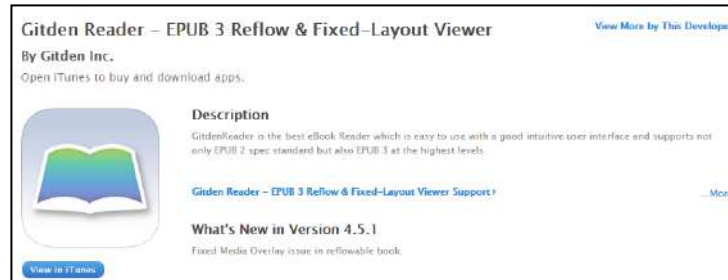 Gitden Reader – EPUB 3 Reflow & Fixed-Layout Viewer
View More by This Develope
By Gitden Inc.
Open iTunes to buy and download apps.
Description
GitdenReader is the best eBook Reader which is easy to use with a good intuitive user interface and supports not
only EPUB 2 spec standard but also EPUB 3 at the highest levels.
Gitden Reader – EPUB 3 Reflow & Fixed-Layout Viewer Support
...More
What's New in Version 4.5.1
Fixed Media Overlay issue in reflowable book.
View in iTunes